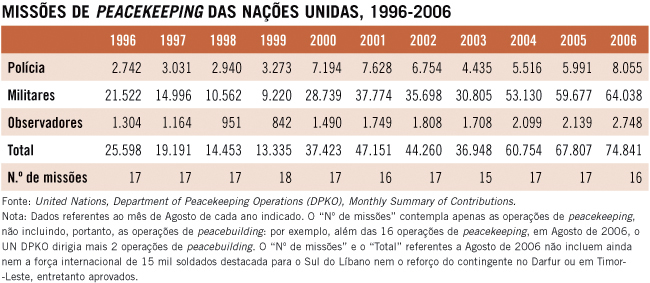 MISSÕES DE PEACEKEEPING DAS NAÇÕES UNIDAS, 1996-2006
1996 1997 1998 1999 2000 2001 2002 2003 2004 2005 2006
Polícia 2.742 3.031 2.940 3.273 7.194 7.628 6.754 4.435 5.516 5.991 8.055
Militares 21.522 14.996 10.562 9.220 28.739 37.774 35.698 30.805 53.130 59.677 64.038
Observadores 1.304 1.164 951 842 1.490 1.749 1.808 1.708 2.099 2.139 2.748
Total 25.598 19.191 14.453 13.335 37.423 47.151 44.260 36.948 60.754 67.807 74.841
N.º de missões 17 17 17 18 17 16 17 15 17 17 16
Fonte: United Nations, Department of Peacekeeping Operations (DPKO), Monthly Summary of Contributions.
Nota: Dados referentes ao mês de Agosto de cada ano indicado. O “Nº de missões” contempla apenas as operações de peacekeeping,
não incluindo, portanto, as operações de peacebuilding: por exemplo, além das 16 operações de peacekeeping, em Agosto de 2006, o
UN DPKO dirigia mais 2 operações de peacebuilding. O “Nº de missões” e o “Total” referentes a Agosto de 2006 não incluem ainda
nem a força internacional de 15 mil soldados destacada para o Sul do Líbano nem o reforço do contingente no Darfur ou em Timor-
-Leste, entretanto aprovados.